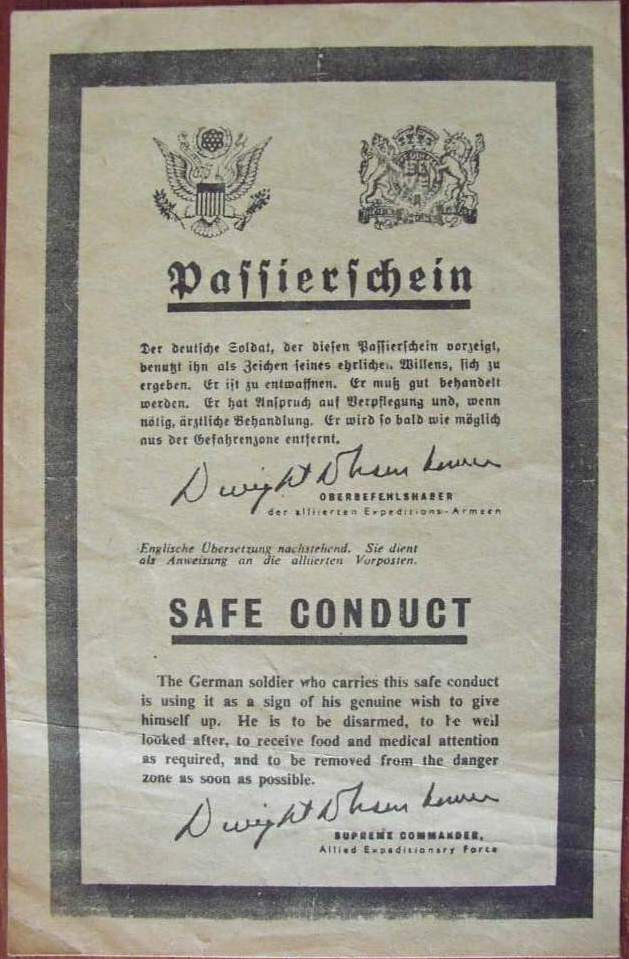 Passierschein
Der deutsche Soldat, der diesen Passierschein vorzeigt,
benutzt ihn als Zeichen seines ehrlichen Willens, sich zu
ergeben. Er ist zu entwaffnen. Er muß gut behandelt
werden. Er hat Anspruch auf Verpflegung und, wenn
nötig, ärztliche Behandlung. Er wird so bald wie möglich
aus der Gefahrenzone entfernt.
Dwight D Eisenhower
OBERBEFEHLSHABER
der alliierten Expeditions-Armeen
Englische Übersetzung nachstehend. Sie dient
als Anweisung an die alliierten Vorposten.
SAFE CONDUCT
The German soldier who carries this safe conduct
is using it as a sign of his genuine wish to give
himself up. He is to be disarmed, to be well
looked after, to receive food and medical attention
as required, and to be removed from the danger
zone as soon as possible.
Dwight D Eisenhower
SUPREME COMMANDER,
Allied Expeditionary Force